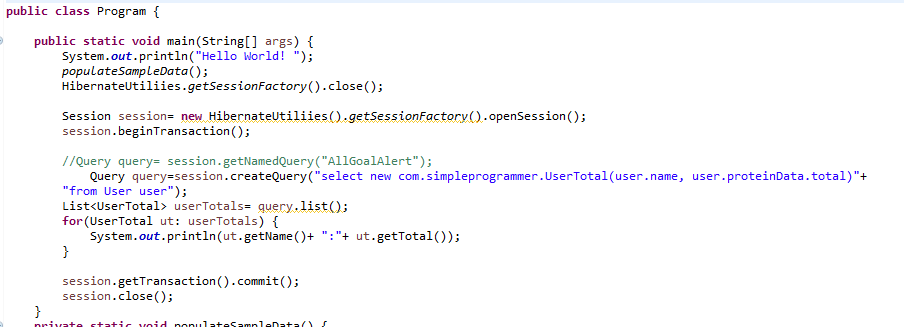 public class Program {
public static void main(String[] args) {
System.out.println("Hello World! ");
populateSampleData();
HibernateUtiliies.getSessionFactory().close();
Session session= new HibernateUtiliies().getSessionFactory().openSession();
session.beginTransaction();
//Query query= session.getNamedQuery("AllGoalAlert");
Query query=session.createQuery("select new com.simpleprogrammer.UserTotal(user.name, user.proteinData.total)"+
"from User user");
List<UserTotal> userTotals= query.list();
for(UserTotal ut: userTotals) {
System.out.println(ut.getName()+ ":"+ ut.getTotal());
}
session.getTransaction().commit();
session.close();
}
private static void populateSampleData() {